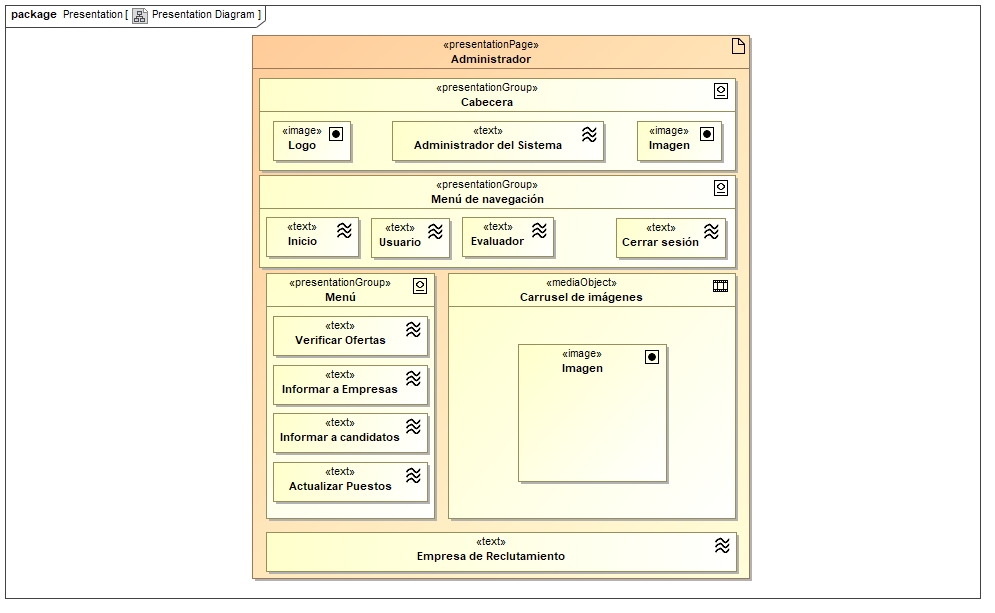 package Presentation [ Presentation Diagram ]
«presentationPage»
Administrador
«presentationGroup»
Cabecera
«image»
Logo
«text»
Administrador del Sistema
«image»
Imagen
«presentationGroup»
Menú de navegación
«text»
Inicio
«text»
Usuario
«text»
Evaluador
«text»
Cerrar sesión
«presentationGroup»
Menú
«text»
Verificar Ofertas
«text»
Informar a Empresas
«text»
Informar a candidatos
«text»
Actualizar Puestos
«mediaObject»
Carrusel de imágenes
«image»
Imagen
«text»
Empresa de Reclutamiento